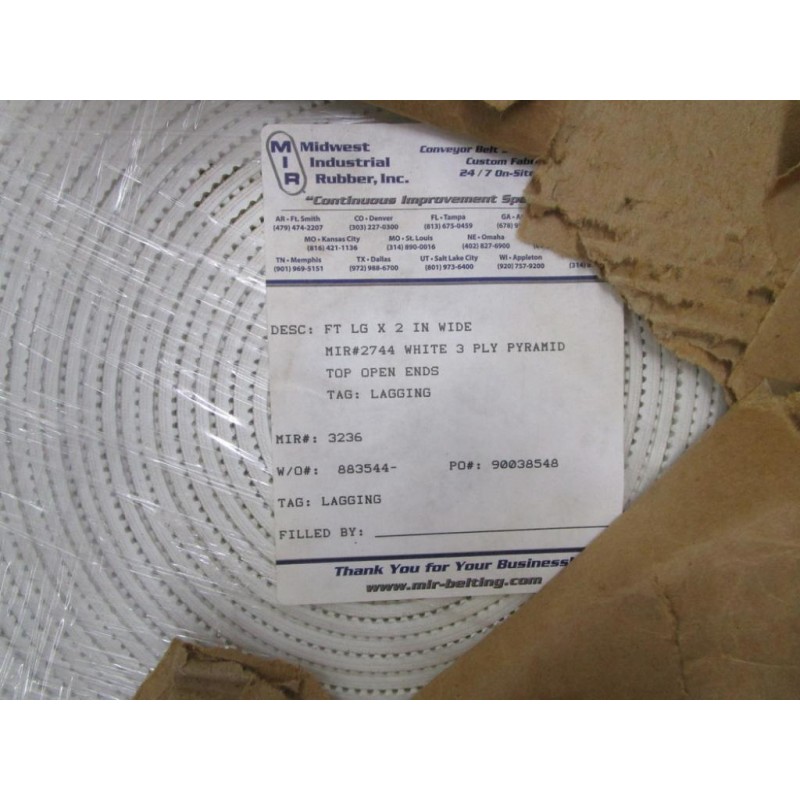 MIR
Midwest
Industrial
Rubber, Inc.
Conveyor Belt
Custom
24 / 7 On-Site
"Continuous Improvement
AR • Ft. Smith CO • Denver FL • Tampa
(479) 474-2207 (303) 227-0300 (813) 675-0459
MO • Kansas City MO • St. Louis NE • Omaha
(816) 421-1136 (314) 890-0016 (402) 827-6900
TN • Memphis TX • Dallas UT • Salt Lake City WI • Appleton
(901) 969-5151 (972) 988-6700 (801) 973-6400 (920) 757-9200
DESC: FT LG X 2 IN WIDE
MIR#2744 WHITE 3 PLY PYRAMID
TOP OPEN ENDS
TAG: LAGGING
MIR#: 3236
W/O#: 883544- PO#: 90038548
TAG: LAGGING
FILLED BY:
Thank You for Your Business!
www.mir-belting.com